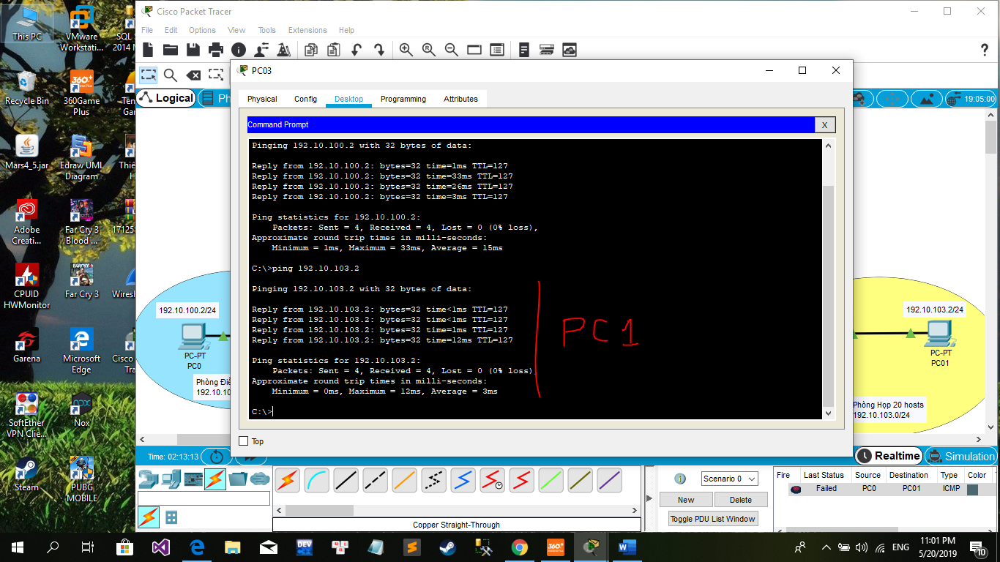 This PC
VMware
Workstati...
SQL S
2014 M
Recycle Bin
360Game
Plus
Ten
Gar
Mars4_5.jar
Edraw UML
Diagram
Thiê
H
Adobe
Creati...
Far Cry 3
Blood ...
17125
CPUID
HWMonitor
Far Cry 3
Wiresh
Garena
Microsoft
Edge
Cisco
Tra
SoftEther
VPN Clie...
Nox
Steam
PUBG
MOBILE
Cisco Packet Tracer
File Edit Options View Tools Extensions Help
Logical
Ph
19:05:00
PC03
Physical Config Desktop Programming Attributes
Command Prompt
X
Pinging 192.10.100.2 with 32 bytes of data:
Reply from 192.10.100.2: bytes=32 time=1ms TTL=127
Reply from 192.10.100.2: bytes=32 time=33ms TTL=127
Reply from 192.10.100.2: bytes=32 time=26ms TTL=127
Reply from 192.10.100.2: bytes=32 time=3ms TTL=127
Ping statistics for 192.10.100.2:
Packets: Sent = 4, Received = 4, Lost = 0 (0% loss),
Approximate round trip times in milli-seconds:
Minimum = 1ms, Maximum = 33ms, Average = 15ms
C:\>ping 192.10.103.2
Pinging 192.10.103.2 with 32 bytes of data:
Reply from 192.10.103.2: bytes=32 time<1ms TTL=127
Reply from 192.10.103.2: bytes=32 time<1ms TTL=127
Reply from 192.10.103.2: bytes=32 time=1ms TTL=127
Reply from 192.10.103.2: bytes=32 time=12ms TTL=127
Ping statistics for 192.10.103.2:
Packets: Sent = 4, Received = 4, Lost = 0 (0% loss),
Approximate round trip times in milli-seconds:
Minimum = 0ms, Maximum = 12ms, Average = 3ms
C:\>
PC1
Top
192.10.100.2/24
PC-PT
PC0
Phòng Điề
192.10.10
192.10.103.2/24
PC-PT
PC01
Phòng Họp 20 hosts
192.10.103.0/24
Time: 02:13:13
Realtime
Simulation
Scenario 0
New
Delete
Toggle PDU List Window
Fire Last Status Source Destination Type Color
Failed PC0 PC01 ICMP
Copper Straight-Through
ENG
11:01 PM
5/20/2019
10